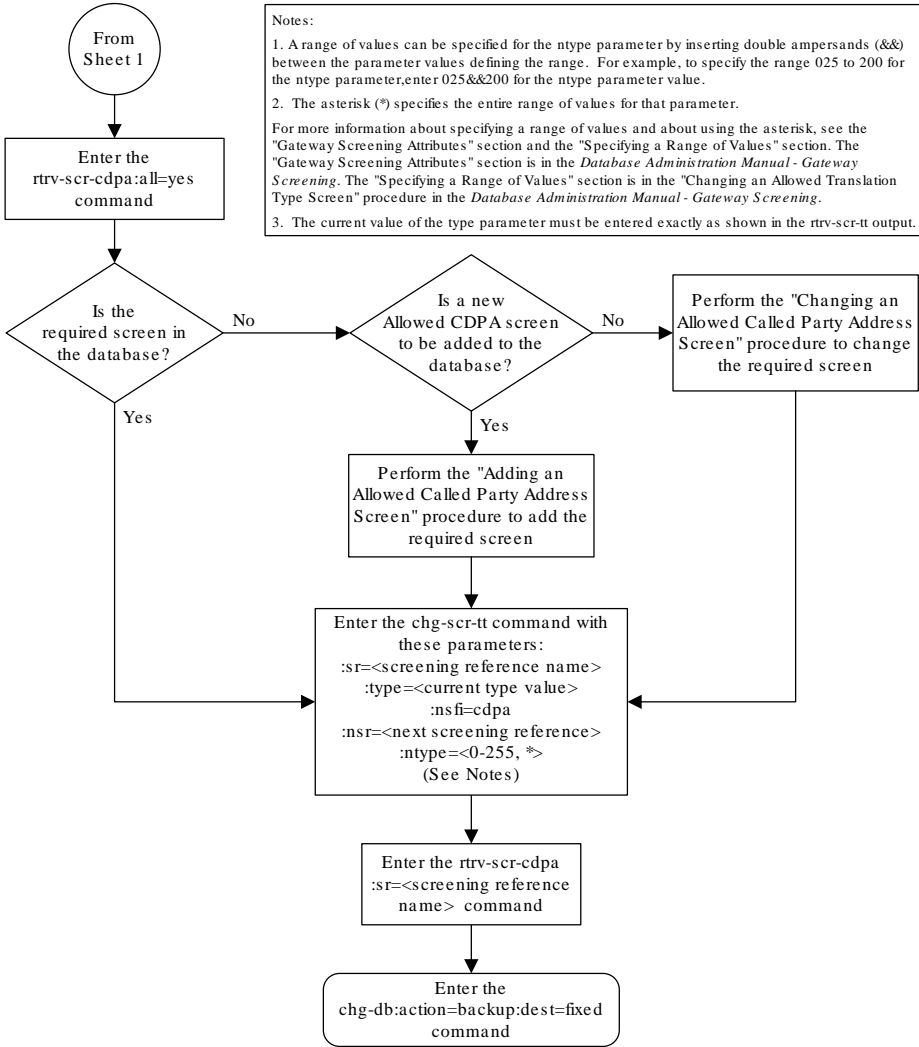 From
Sheet 1
Notes:
1. A range of values can be specified for the ntype parameter by inserting double ampersands (&&)
between the parameter values defining the range. For example, to specify the range 025 to 200 for
the ntype parameter,enter 025&&200 for the ntype parameter value.
2. The asterisk (*) specifies the entire range of values for that parameter.
For more information about specifying a range of values and about using the asterisk, see the
"Gateway Screening Attributes" section and the "Specifying a Range of Values" section. The
"Gateway Screening Attributes" section is in the Database Administration Manual - Gateway
Screening. The "Specifying a Range of Values" section is in the "Changing an Allowed Translation
Type Screen" procedure in the Database Administration Manual - Gateway Screening.
3. The current value of the type parameter must be entered exactly as shown in the rtrv-scr-tt output.
Enter the
rtrv-scr-cdpa:all=yes
command
Is the
required screen in
the database?
No
Yes
Is a new
Allowed CDPA screen
to be added to the
database?
No
Yes
Perform the "Changing an
Allowed Called Party Address
Screen" procedure to change
the required screen
Perform the "Adding an
Allowed Called Party Address
Screen" procedure to add the
required screen
Enter the chg-scr-tt command with
these parameters:
:sr=<screening reference name>
:type=<current type value>
:nsfi=cdpa
:nsr=<next screening reference>
:ntype=<0-255, *>
(See Notes)
Enter the rtrv-scr-cdpa
:sr=<screening reference
name> command
Enter the
chg-db:action=backup:dest=fixed
command